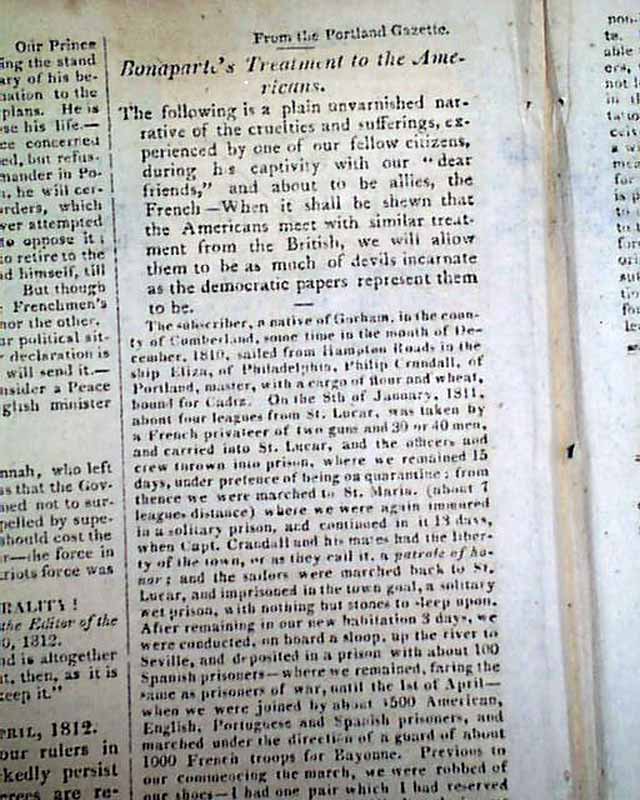 Our Prince
ing the stand
ary of his be-
nation to the
plans. He is
se his life.—
ce concerned
ed, but refus-
mander in Po-
, he will cer-
orders, which
ver attempted
to oppose it;
to retire to the
d himself, till
But though
Frenchmen's
nor the other.
ur political sit-
r declaration is
will send it.—
nsider a Peace
glish minister
nnah, who left
s that the Gov-
med not to sur-
pelled by supe-
should cost the
r—the force in
triots force was
RALITY!
the Editor of the
0, 1812.
nd is altogether
t, then, as it is
keep it."
PRIL, 1812.
our rulers in
kedly persist
crees are re-
From the Portland Gazette.
Bonaparte's Treatment to the Ame-
ricans.
The following is a plain unvarnished nar-
rative of the cruelties and sufferings, ex-
perienced by one of our fellow citizens,
during his captivity with our "dear
friends," and about to be allies, the
French—When it shall be shewn that
the Americans meet with similar treat-
ment from the British, we will allow
them to be as much of devils incarnate
as the democratic papers represent them
to be.
The subscriber, a native of Gorham, in the coun-
ty of Cumberland, some time in the month of De-
cember, 1810, sailed from Hampton Roads in the
ship Eliza, of Philadelphia, Philip Crandall, of
Portland, master, with a cargo of flour and wheat,
bound for Cadiz. On the 8th of January, 1811,
about four leagues from St. Lucar, was taken by
a French privateer of two guns and 30 or 40 men,
and carried into St. Lucar, and the officers and
crew thrown into prison, where we remained 15
days, under pretence of being on quarantine; from
thence we were marched to St. Maria. (about 7
leagues distance) where we were again immured
in a solitary prison, and continued in it 13 days,
when Capt. Crandall and his mates had the liber-
ty of the town, or as they call it, a patrole of ho-
nor; and the sailors were marched back to St.
Lucar, and imprisoned in the town goal, a solitary
wet prison, with nothing but stones to sleep upon.
After remaining in our new habitation 3 days, we
were conducted, on board a sloop, up the river to
Seville, and deposited in a prison with about 100
Spanish prisoners—where we remained, faring the
same as prisoners of war, until the 1st of April—
when we were joined by about 1500 American,
English, Portuguese and Spanish prisoners, and
marched under the direction of a guard of about
1000 French troops for Bayonne. Previous to
our commencing the march, we were robbed of
our shoes—I had one pair which I had reserved